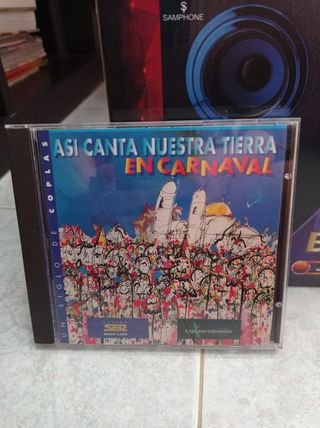 SAMPHONE
ASI CANTA NUESTRA TIERRA
EN CARNAVAL
UN SIGLO DE COPLAS
SER
RADIO CADIZ
CAJA SAN FERNANDO